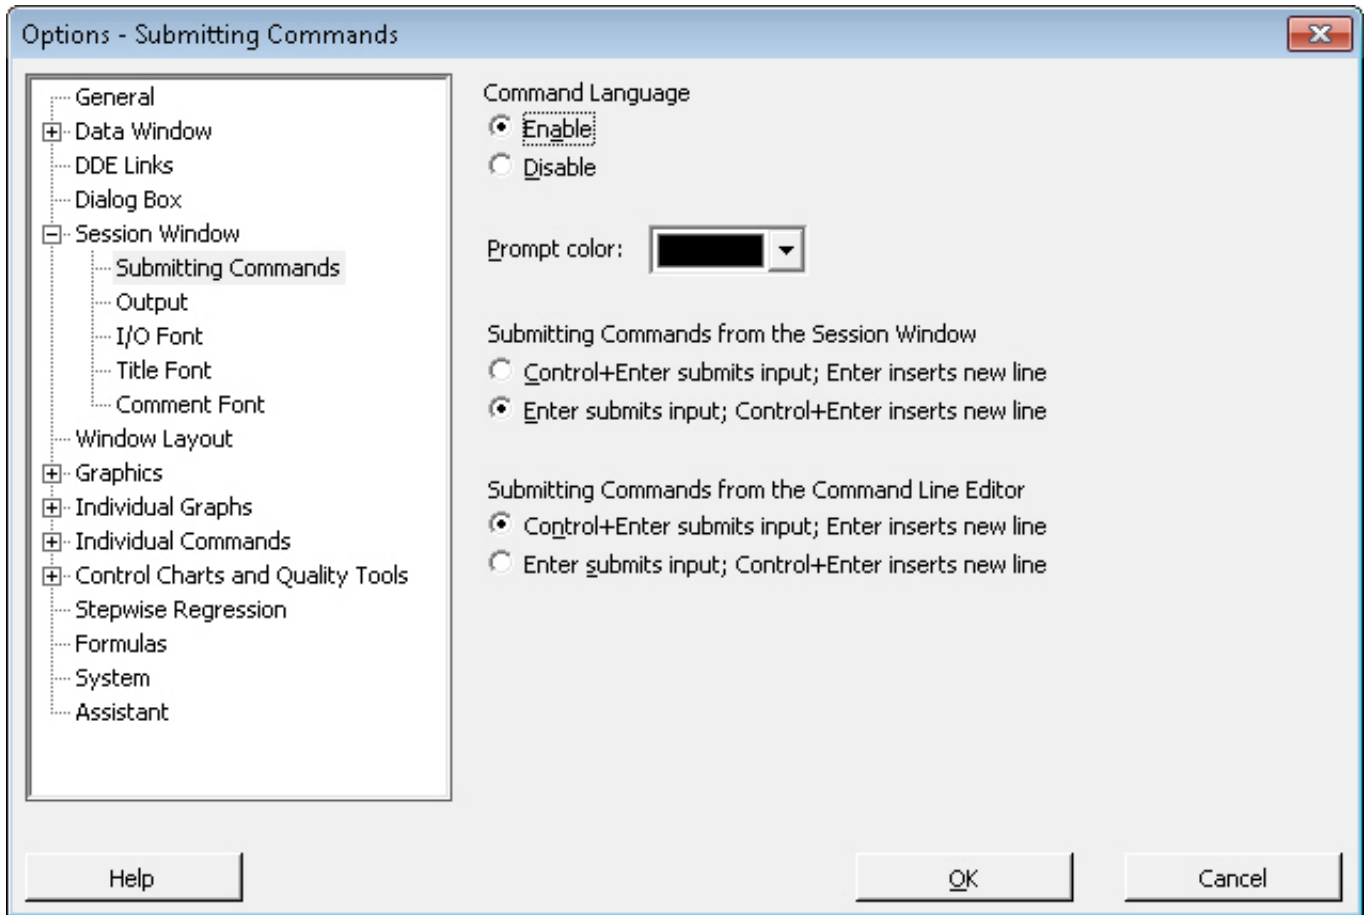 Options - Submitting Commands
General
Data Window
DDE Links
Dialog Box
Session Window
Submitting Commands
Output
I/O Font
Title Font
Comment Font
Window Layout
Graphics
Individual Graphs
Individual Commands
Control Charts and Quality Tools
Stepwise Regression
Formulas
System
Assistant
Command Language
Enable
Disable
Prompt color:
Submitting Commands from the Session Window
Control+Enter submits input; Enter inserts new line
Enter submits input; Control+Enter inserts new line
Submitting Commands from the Command Line Editor
Control+Enter submits input; Enter inserts new line
Enter submits input; Control+Enter inserts new line
Help
OK
Cancel